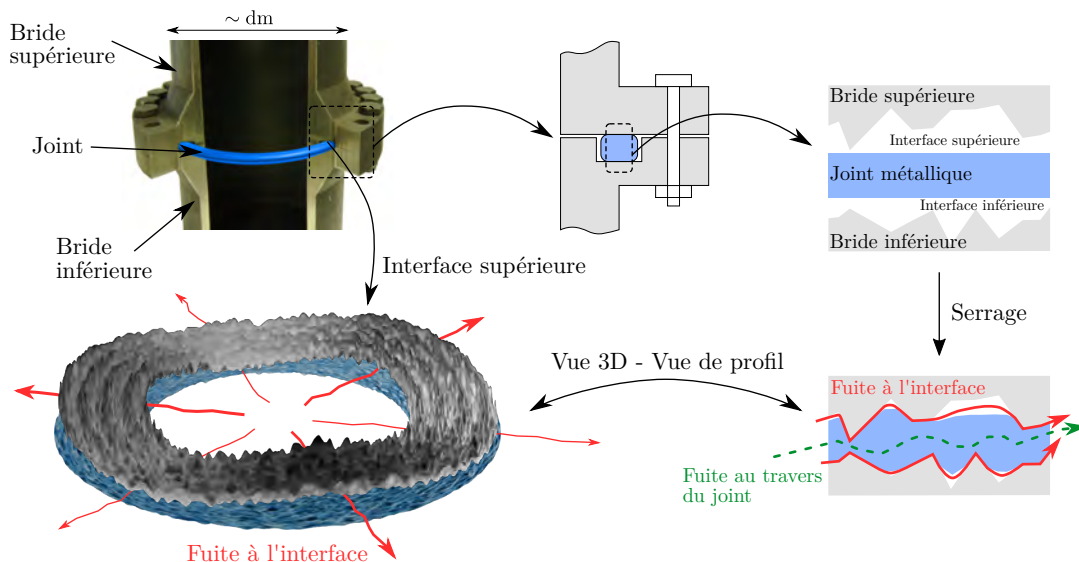 ∼ dm
Bride
supérieure
Joint
Bride
inférieure
Interface supérieure
Bride supérieure
Interface supérieure
Joint métallique
Interface inférieure
Bride inférieure
Serrage
Vue 3D - Vue de profil
Fuite à l'interface
Fuite au travers
du joint
Fuite à l'interface